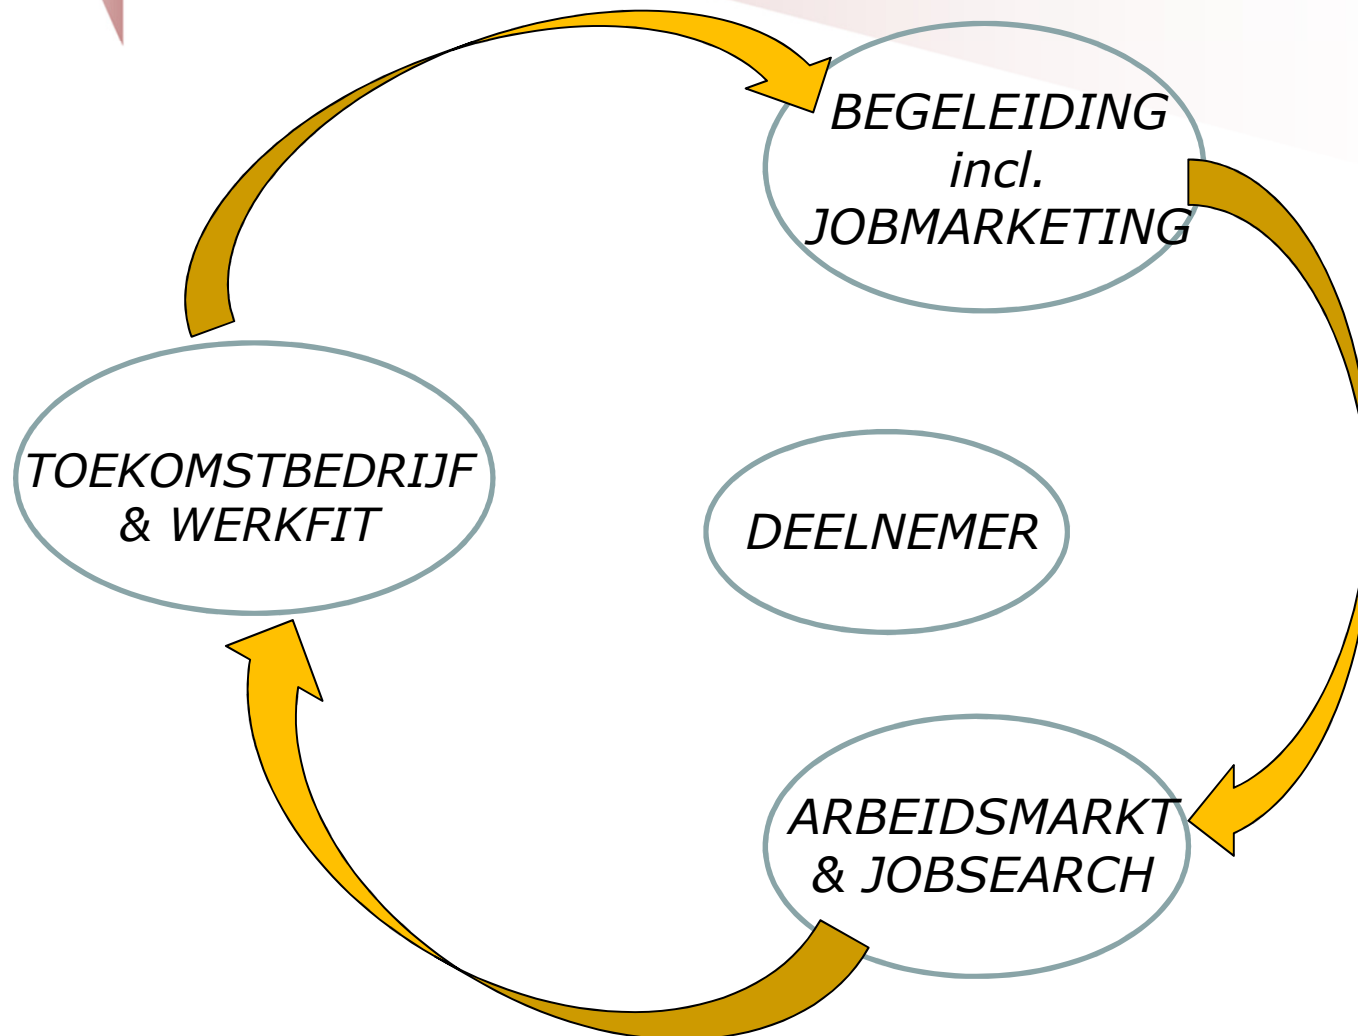 BEGELEIDING
incl.
JOBMARKETING
TOEKOMSTBEDRIJF
& WERKFIT
DEELNEMER
ARBEIDSMARKT
& JOBSEARCH